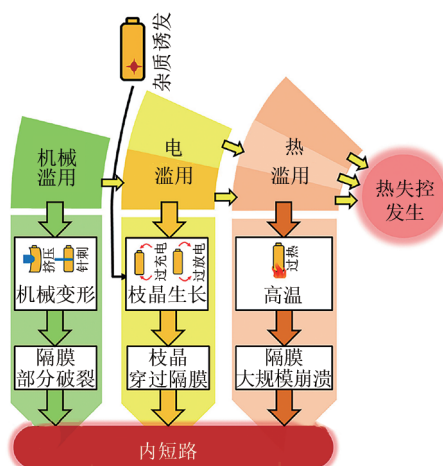 杂质诱发
机械
滥用
电
滥用
热
滥用
热失控
发生
挤压
针刺
机械变形
过充电
过放电
枝晶生长
过热
高温
隔膜
部分破裂
枝晶
穿过隔膜
隔膜
大规模崩溃
内短路